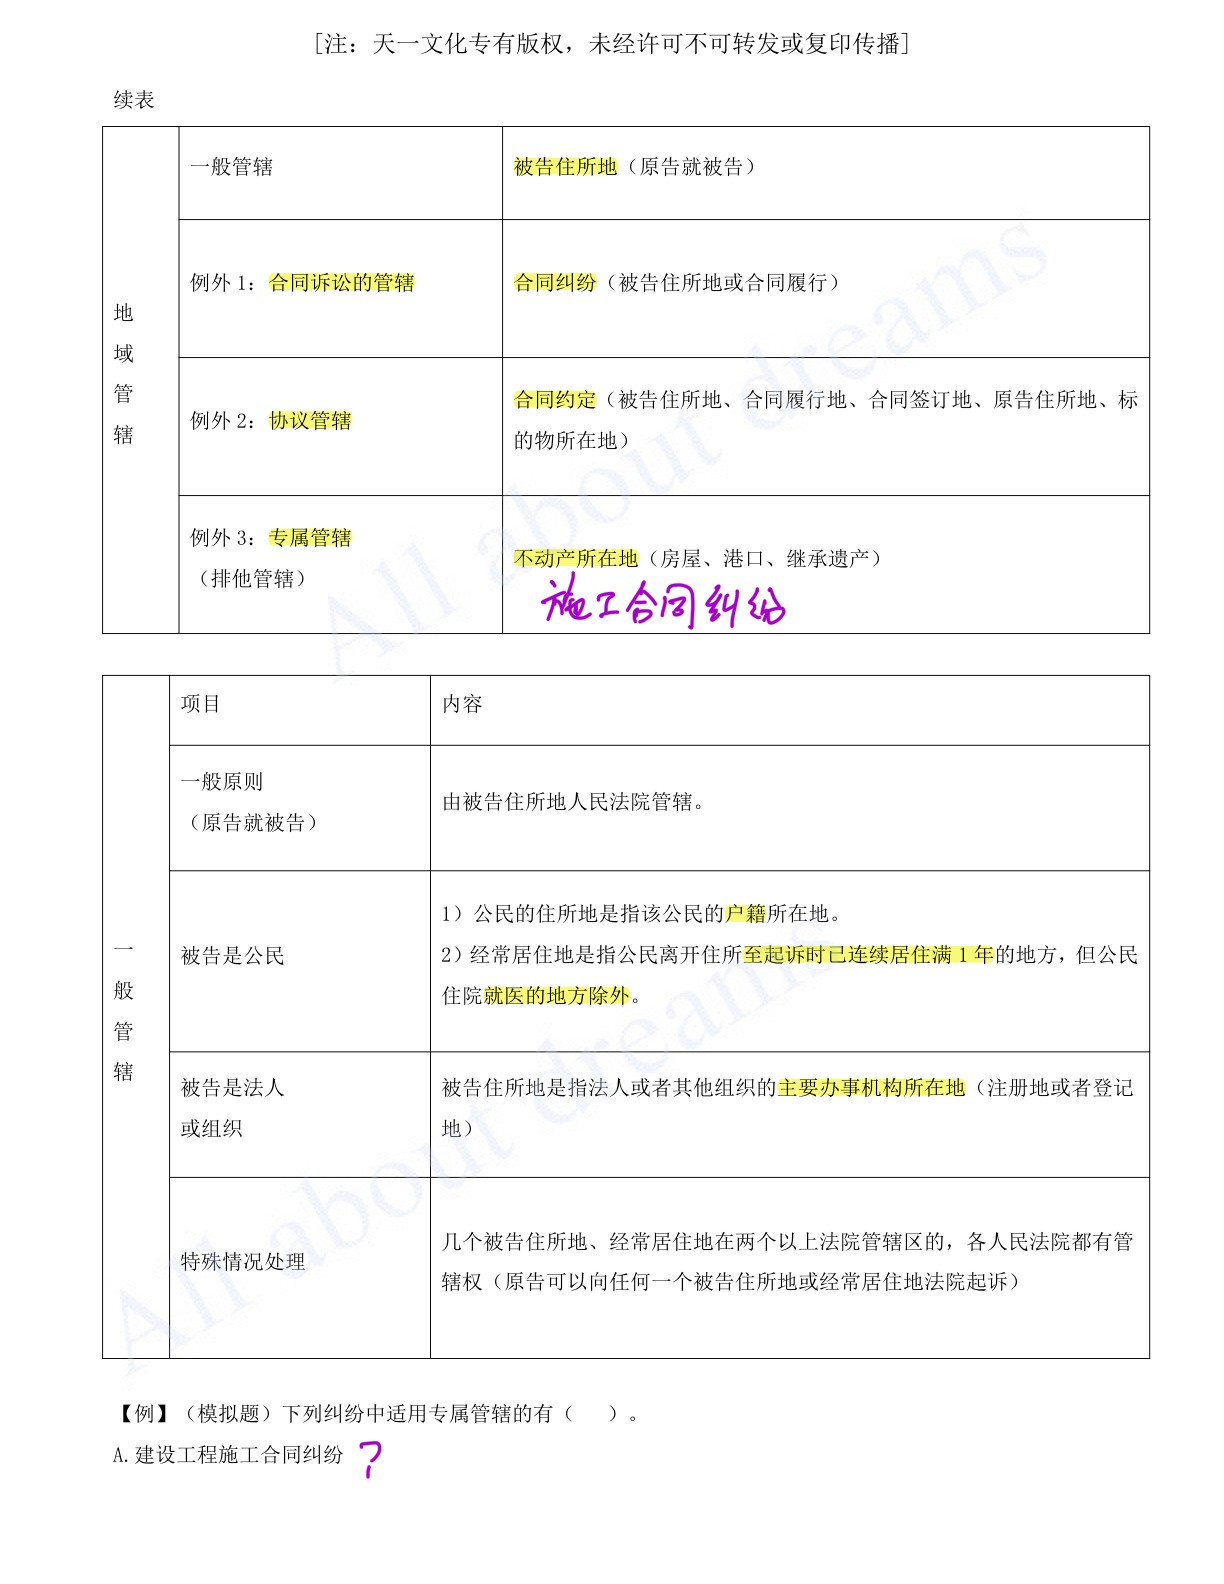 [注：天一文化专有版权，未经许可不可转发或复印传播]
续表
地域管辖
一般管辖
被告住所地（原告就被告）
例外 1：合同诉讼的管辖
合同纠纷（被告住所地或合同履行）
例外 2：协议管辖
合同约定（被告住所地、合同履行地、合同签订地、原告住所地、标
的物所在地）
例外 3：专属管辖
（排他管辖）
不动产所在地（房屋、港口、继承遗产）
施工合同纠纷
一般管辖
项目
内容
一般原则
（原告就被告）
由被告住所地人民法院管辖。
被告是公民
1）公民的住所地是指该公民的户籍所在地。
2）经常居住地是指公民离开住所至起诉时已连续居住满 1 年的地方，但公民
住院就医的地方除外。
被告是法人
或组织
被告住所地是指法人或者其他组织的主要办事机构所在地（注册地或者登记
地）
特殊情况处理
几个被告住所地、经常居住地在两个以上法院管辖区的，各人民法院都有管
辖权（原告可以向任何一个被告住所地或经常居住地法院起诉）
【例】（模拟题）下列纠纷中适用专属管辖的有（  ）。
A.建设工程施工合同纠纷 ?
All about dreams
All about dreams